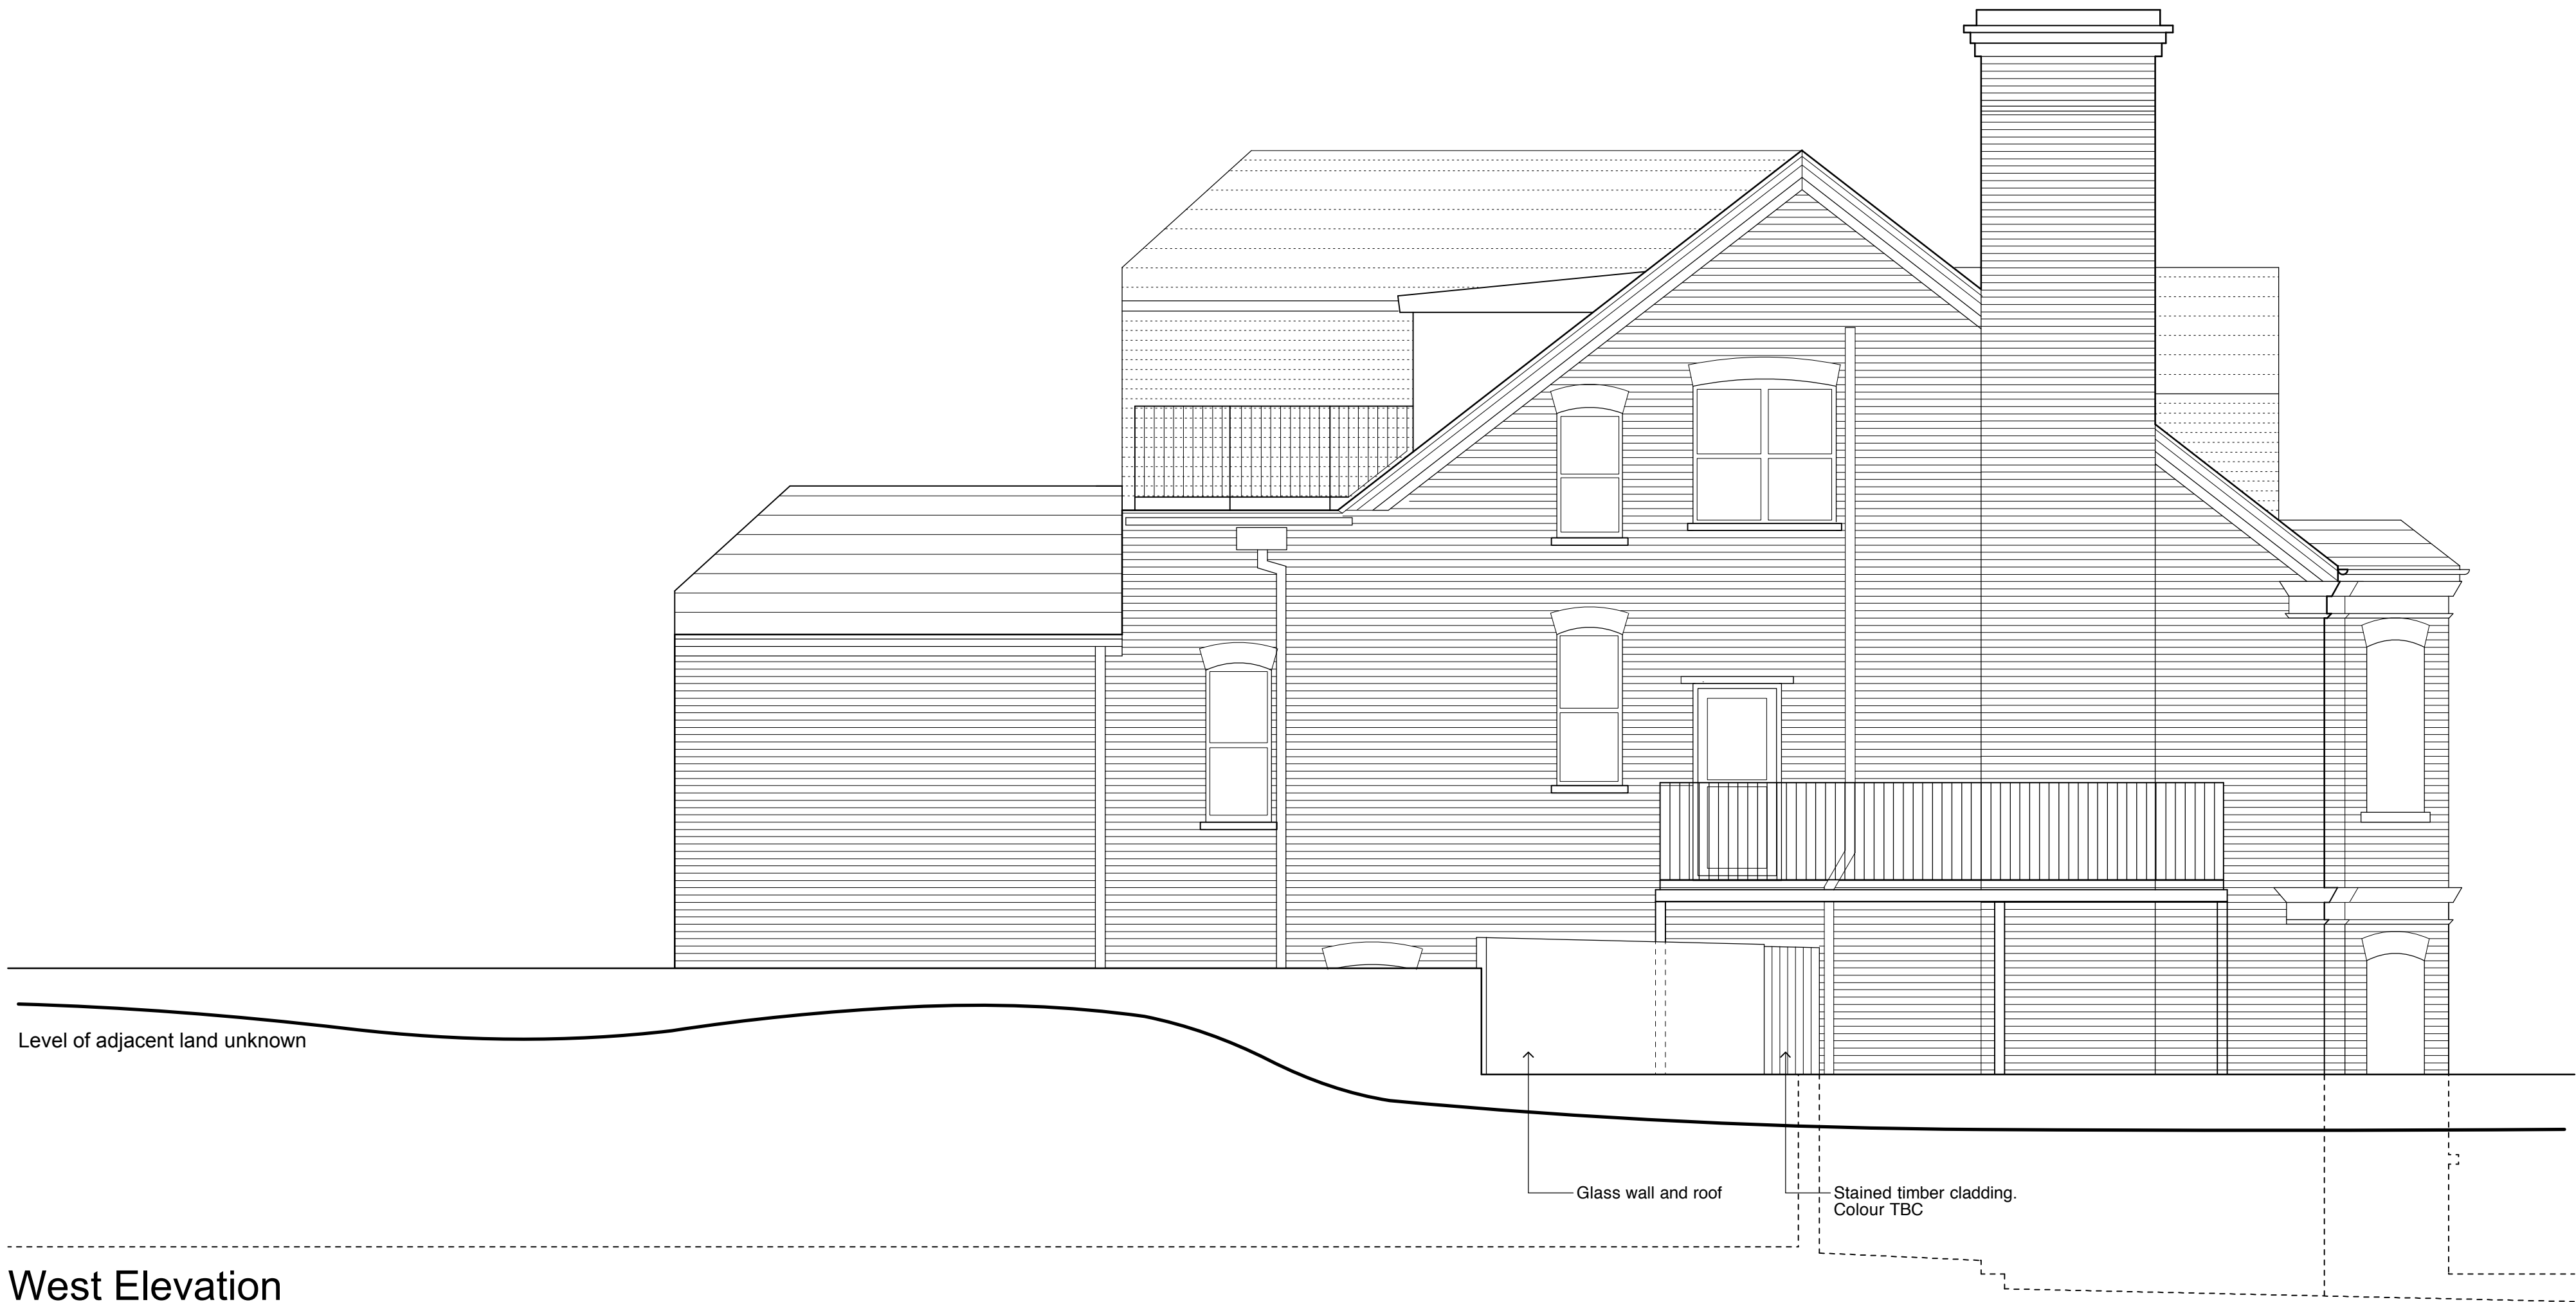 Level of adjacent land unknown
Glass wall and roof
Stained timber cladding.
Colour TBC
West Elevation